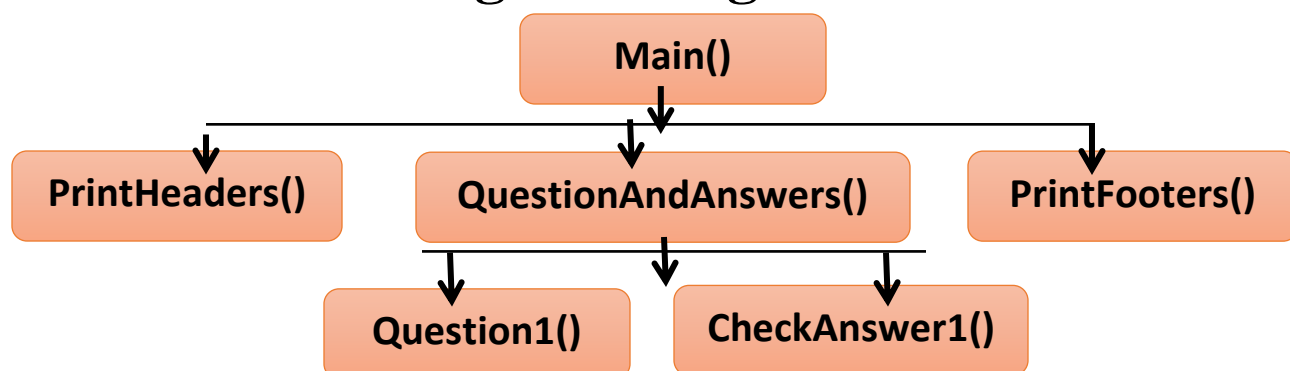 Main()
PrintHeaders()
QuestionAndAnswers()
PrintFooters()
Question1()
CheckAnswer1()